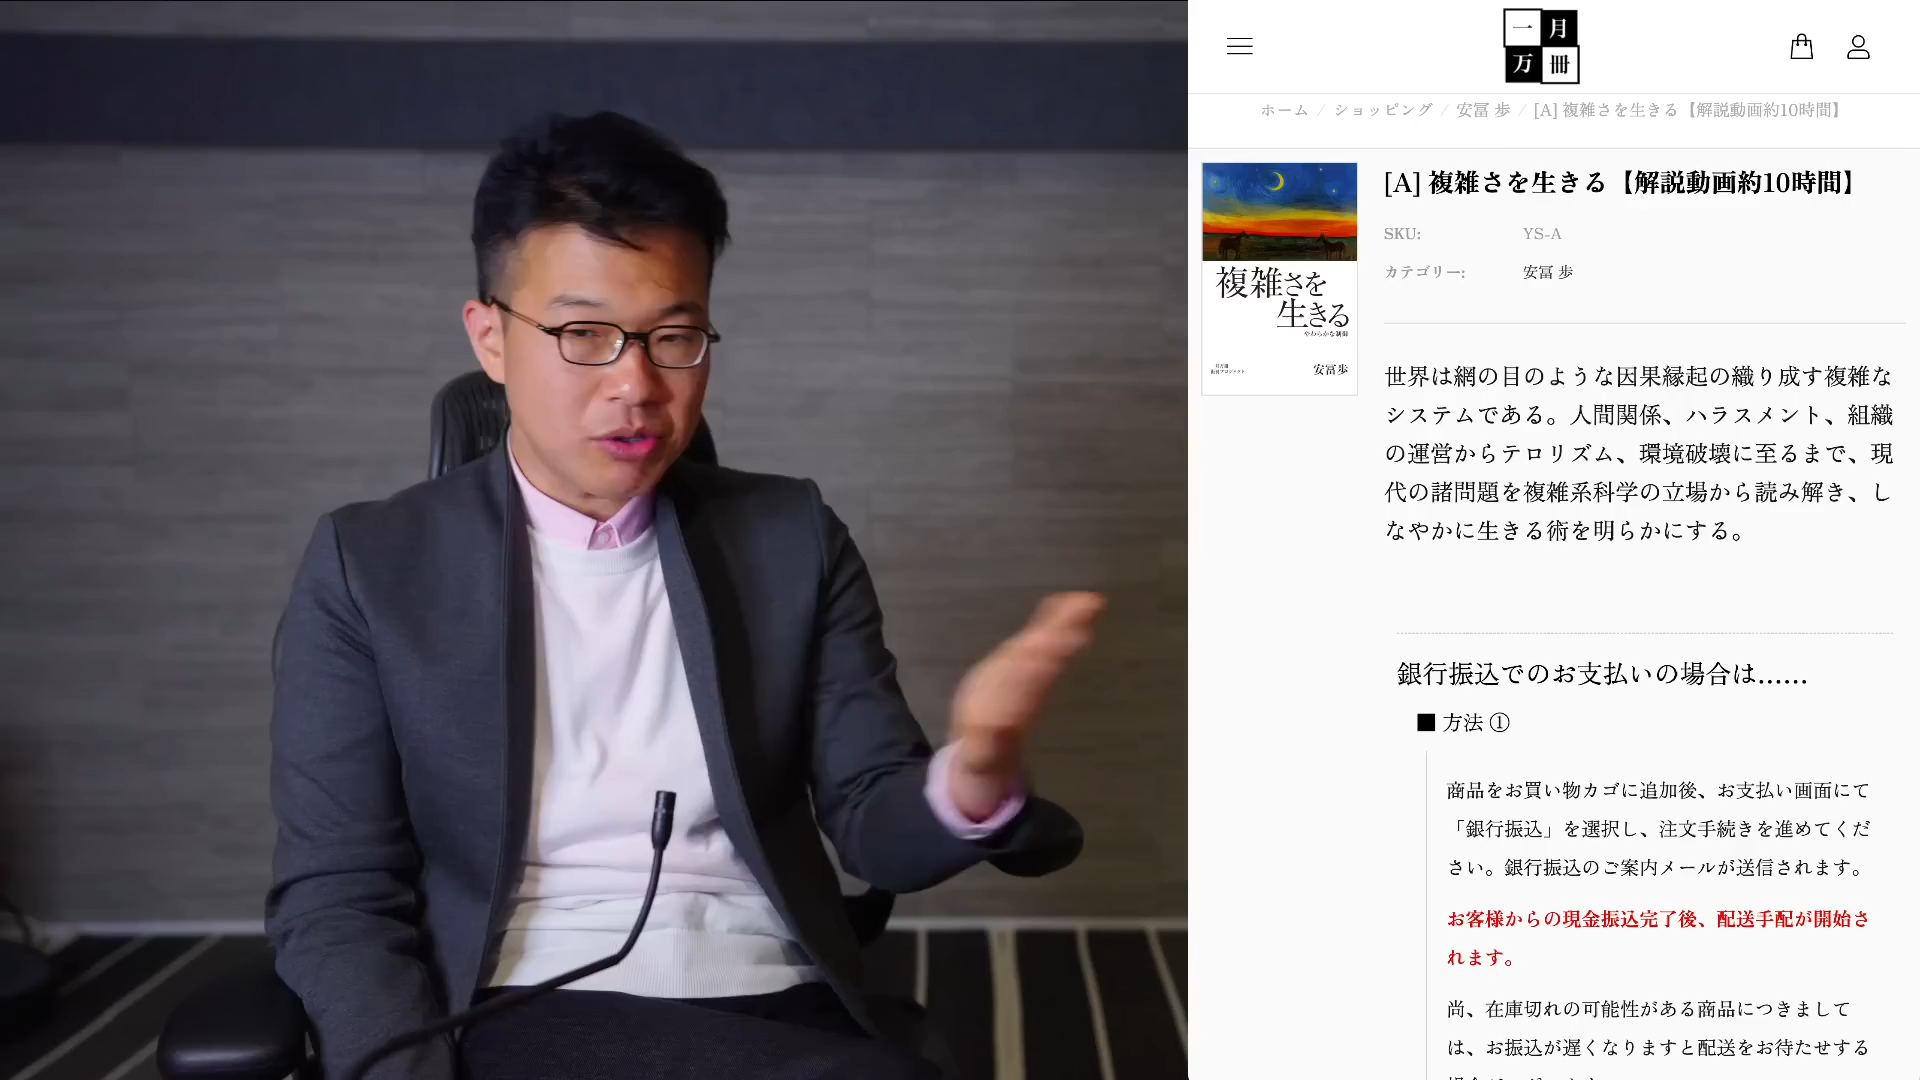 一月
万冊
ホーム / ショッピング / 安冨 歩 / [A] 複雑さを生きる【解説動画約10時間】
[A] 複雑さを生きる【解説動画約10時間】
SKU: YS-A
カテゴリー: 安冨 歩
複雑さを
生きる
やわらかな制御
安冨歩
世界は網の目のような因果縁起の織り成す複雑な
システムである。人間関係、ハラスメント、組織
の運営からテロリズム、環境破壊に至るまで、現
代の諸問題を複雑系科学の立場から読み解き、し
なやかに生きる術を明らかにする。
銀行振込でのお支払いの場合は……
■ 方法 ①
商品をお買い物カゴに追加後、お支払い画面にて
「銀行振込」を選択し、注文手続きを進めてくだ
さい。銀行振込のご案内メールが送信されます。
お客様からの現金振込完了後、配送手配が開始さ
れます。
尚、在庫切れの可能性がある商品につきまして
は、お振込が遅くなりますと配送をお待たせする